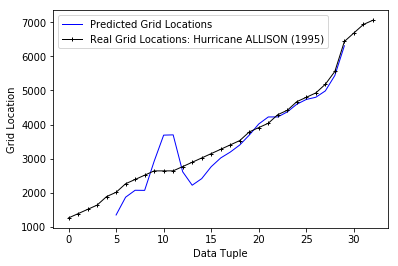 Predicted Grid Locations
Real Grid Locations: Hurricane ALLISON (1995)
7000
6000
5000
4000
3000
2000
1000
Grid Location
0 5 10 15 20 25 30
Data Tuple